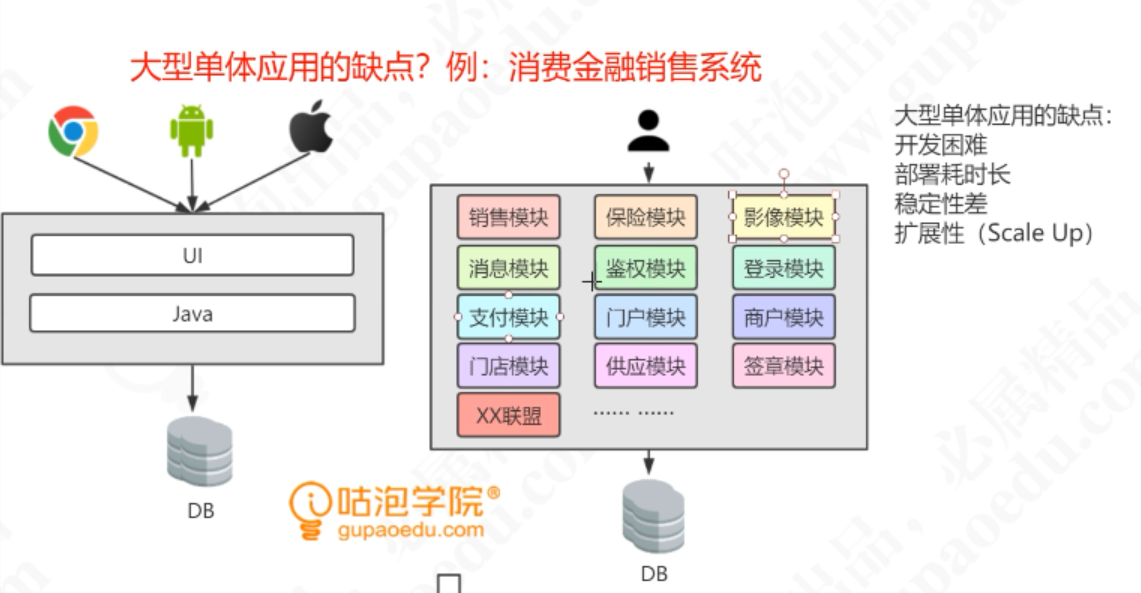 大型单体应用的缺点？例：消费金融销售系统
UI
Java
DB
销售模块
保险模块
影像模块
消息模块
鉴权模块
登录模块
支付模块
门户模块
商户模块
门店模块
供应模块
签章模块
XX联盟
…… ……
DB
大型单体应用的缺点：
开发困难
部署耗时长
稳定性差
扩展性（Scale Up）
咕泡学院®
gupaoedu.com